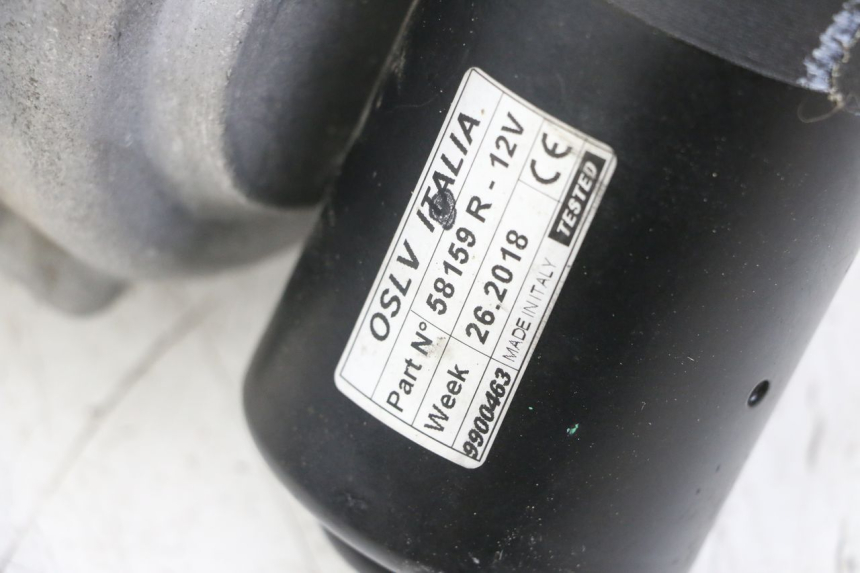 OSLV ITALIA
Part N° 58159 R - 12V
Week 26.2018 CE
9900463 MADE IN ITALY TESTED